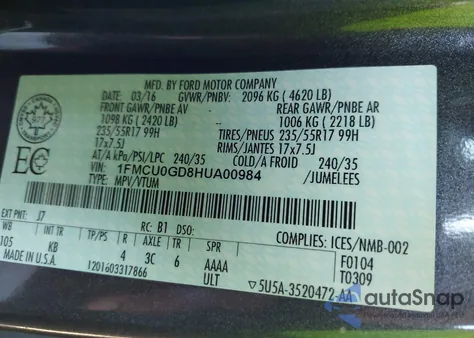 MFD. BY FORD MOTOR COMPANY
DATE: 03/16 GVWR/PNBV: 2096 KG ( 4620 LB)
FRONT GAWR/PNBE AV REAR GAWR/PNBE AR
1098 KG ( 2420 LB) 1006 KG ( 2218 LB)
235/55R17 99H TIRES/PNEUS 235/55R17 99H
17x7.5J RIMS/JANTES 17x7.5J
AT/A kPa/PSI/LPC 240/35 COLD/A FROID 240/35
VIN: 1FMCU0GD8HUA00984 /JUMELEES
TYPE: MPV/VTUM
EC
EXT PNT: J7 RC: B1 DSO: COMPLIES: ICES/NMB-002
WB INT TR TP/PS R AXLE TR SPR F0104
105 KB 4 3C 6 AAAA T0309
MADE IN U.S.A. ULT
1201603317866 5U5A-3520472-AA
autoSnap